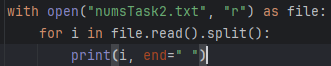 with open("numsTask2.txt", "r") as file:
    for i in file.read().split():
        print(i, end=" ")